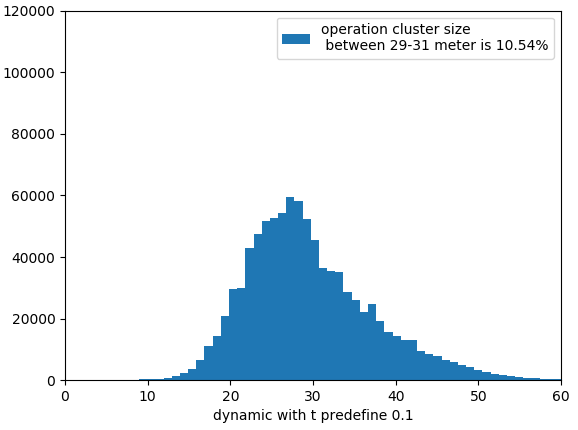 120000
operation cluster size
between 29-31 meter is 10.54%
100000
80000
60000
40000
20000
0
0 10 20 30 40 50 60
dynamic with t predefine 0.1